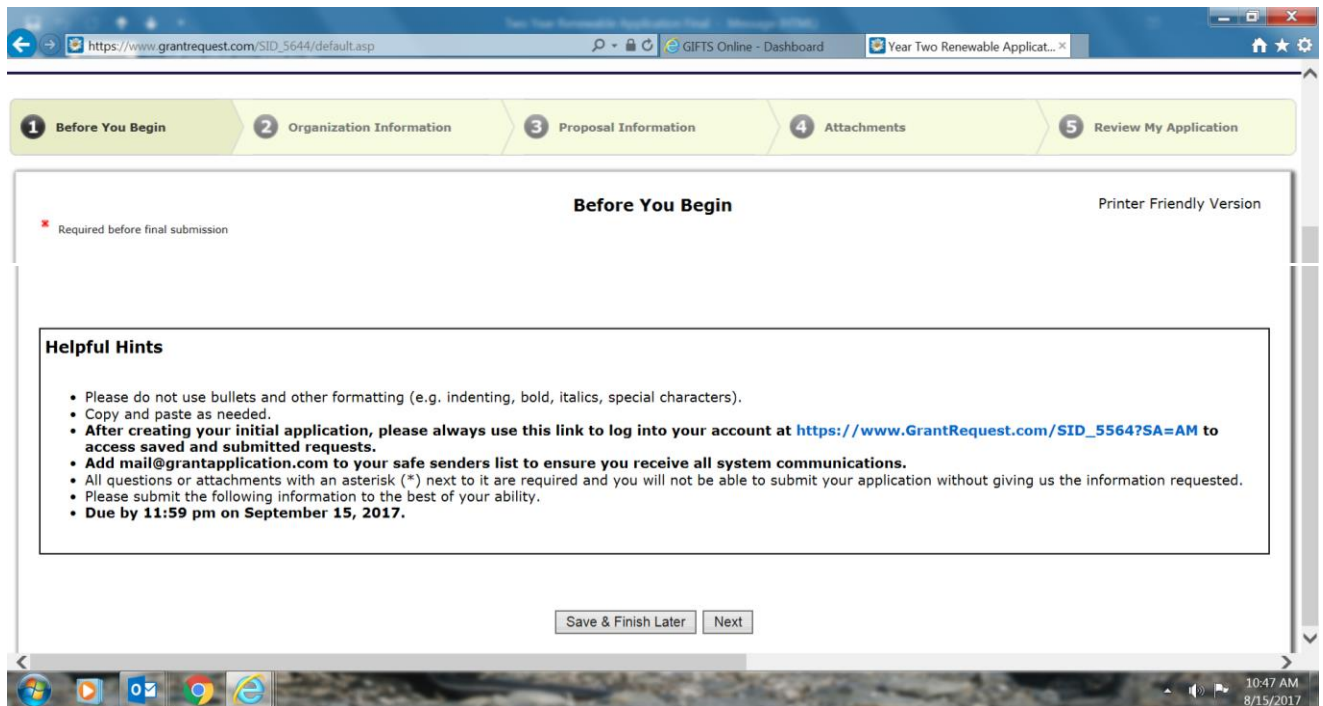 Two Year Renewable Application Final - Message (HTML)
https://www.grantrequest.com/SID_5644/default.asp
GIFTS Online - Dashboard
Year Two Renewable Applicat...
1 Before You Begin
2 Organization Information
3 Proposal Information
4 Attachments
5 Review My Application
Before You Begin
Printer Friendly Version
Required before final submission
Helpful Hints
• Please do not use bullets and other formatting (e.g. indenting, bold, italics, special characters).
• Copy and paste as needed.
• After creating your initial application, please always use this link to log into your account at https://www.GrantRequest.com/SID_5564?SA=AM to
access saved and submitted requests.
• Add mail@grantapplication.com to your safe senders list to ensure you receive all system communications.
• All questions or attachments with an asterisk (*) next to it are required and you will not be able to submit your application without giving us the information requested.
• Please submit the following information to the best of your ability.
• Due by 11:59 pm on September 15, 2017.
Save & Finish Later
Next
10:47 AM
8/15/2017